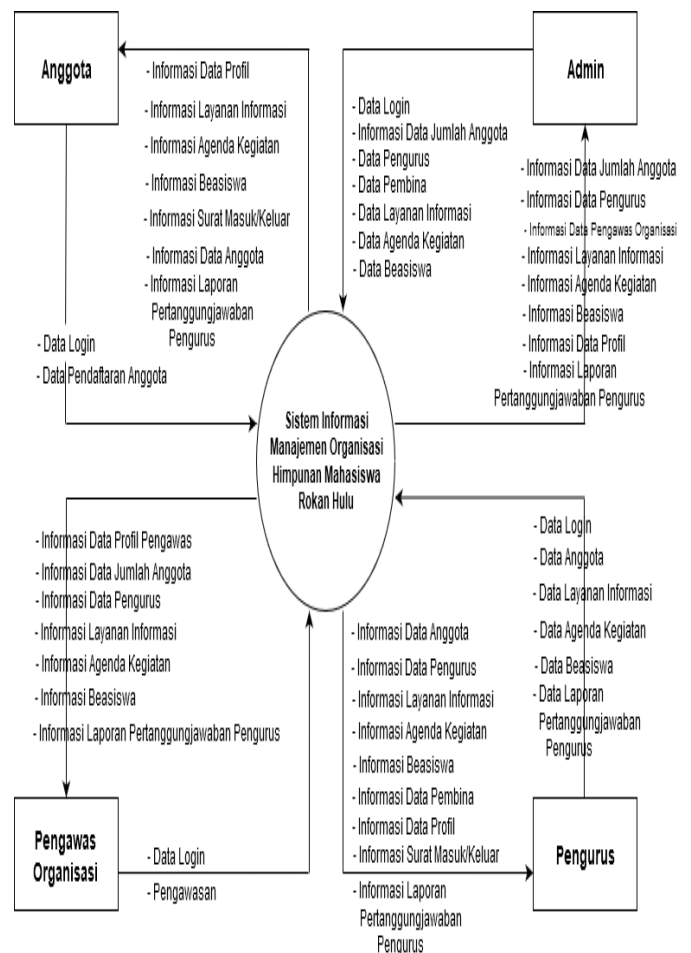 Anggota
- Informasi Data Profil
- Informasi Layanan Informasi
- Informasi Agenda Kegiatan
- Informasi Beasiswa
- Informasi Surat Masuk/Keluar
- Informasi Data Anggota
- Informasi Laporan
Pertanggungjawaban
Pengurus
- Data Login
- Data Pendaftaran Anggota
Admin
- Data Login
- Informasi Data Jumlah Anggota
- Data Pengurus
- Data Pembina
- Data Layanan Informasi
- Data Agenda Kegiatan
- Data Beasiswa
- Informasi Data Jumlah Anggota
- Informasi Data Pengurus
- Informasi Data Pengawas Organisasi
- Informasi Layanan Informasi
- Informasi Agenda Kegiatan
- Informasi Beasiswa
- Informasi Data Profil
- Informasi Laporan
Pertanggungjawaban Pengurus
Sistem Informasi
Manajemen Organisasi
Himpunan Mahasiswa
Rokan Hulu
- Informasi Data Profil Pengawas
- Informasi Data Jumlah Anggota
- Informasi Data Pengurus
- Informasi Layanan Informasi
- Informasi Agenda Kegiatan
- Informasi Beasiswa
- Informasi Laporan Pertanggungjawaban Pengurus
Pengawas
Organisasi
- Data Login
- Pengawasan
- Informasi Data Anggota
- Informasi Data Pengurus
- Informasi Layanan Informasi
- Informasi Agenda Kegiatan
- Informasi Beasiswa
- Informasi Data Pembina
- Informasi Data Profil
- Informasi Surat Masuk/Keluar
- Informasi Laporan
Pertanggungjawaban
Pengurus
- Data Login
- Data Anggota
- Data Layanan Informasi
- Data Agenda Kegiatan
- Data Beasiswa
- Data Laporan
Pertanggungjawaban
Pengurus
Pengurus